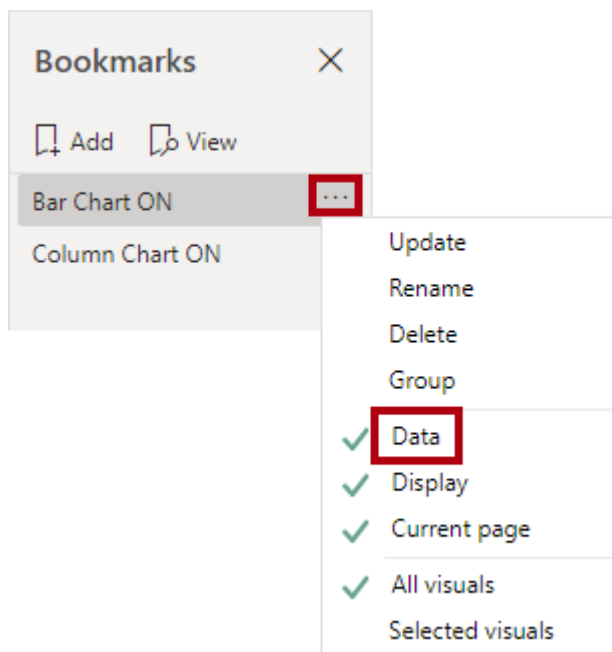 Bookmarks
Add View
Bar Chart ON ...
Column Chart ON
Update
Rename
Delete
Group
Data
Display
Current page
All visuals
Selected visuals